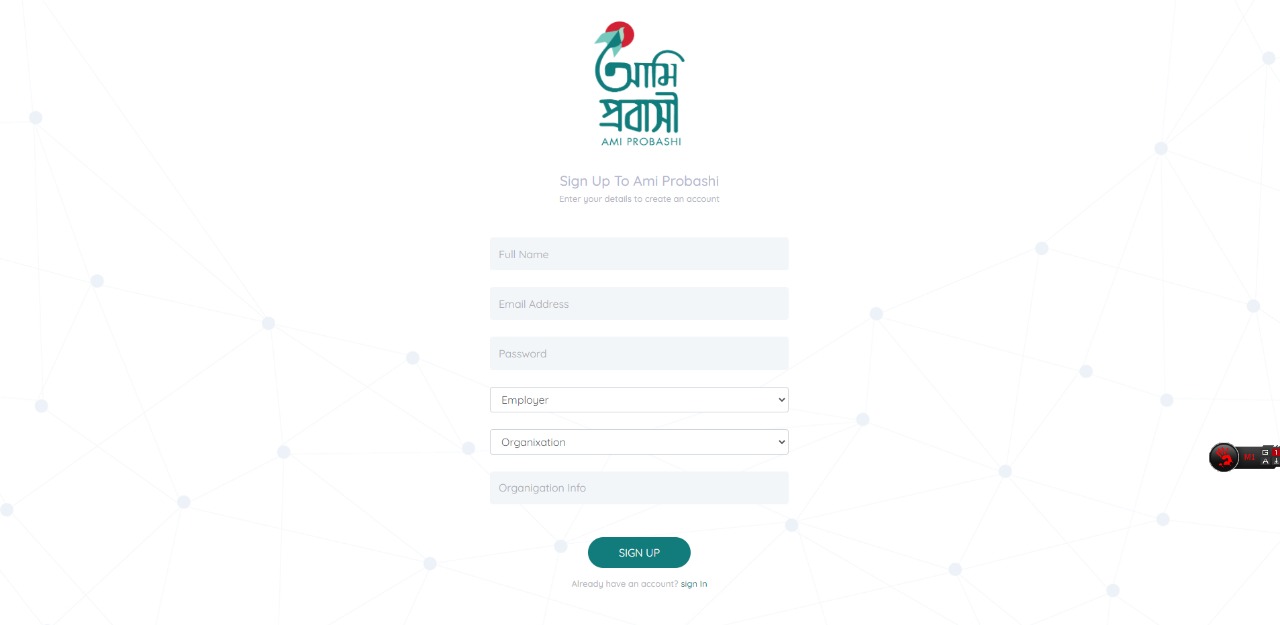 আমি
প্রবাসী
AMI PROBASHI
Sign Up To Ami Probashi
Enter your details to create an account
Full Name
Email Address
Password
Employer
Organixation
Organigation Info
SIGN UP
Already have an account? sign in